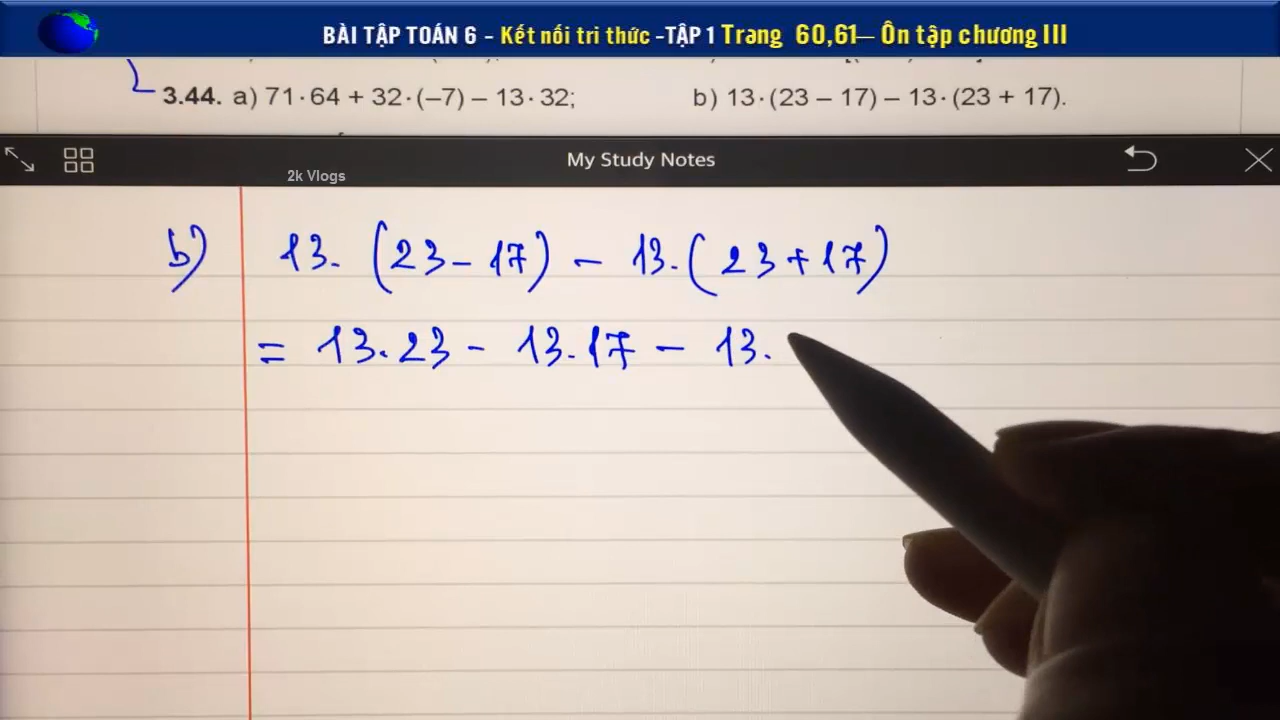 BÀI TẬP TOÁN 6 - Kết nối tri thức -TẬP 1 Trang 60,61– Ôn tập chương III
3.44. a) 71·64 + 32·(–7) – 13·32; b) 13·(23 – 17) – 13·(23 + 17).
My Study Notes
2k Vlogs
b) 13. (23 - 17) - 13. (23 + 17)
= 13.23 - 13.17 - 13.